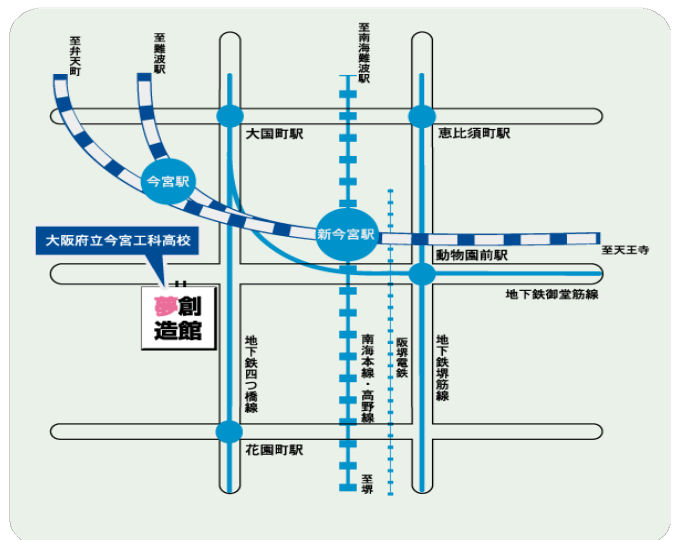 至弁天町
至難波駅
至南海難波駅
大国町駅
恵比須町駅
今宮駅
大阪府立今宮工科高校
新今宮駅
動物園前駅
至天王寺
地下鉄御堂筋線
夢創
造館
地下鉄四つ橋線
南海本線・高野線
阪堺電鉄
地下鉄堺筋線
花園町駅
至堺